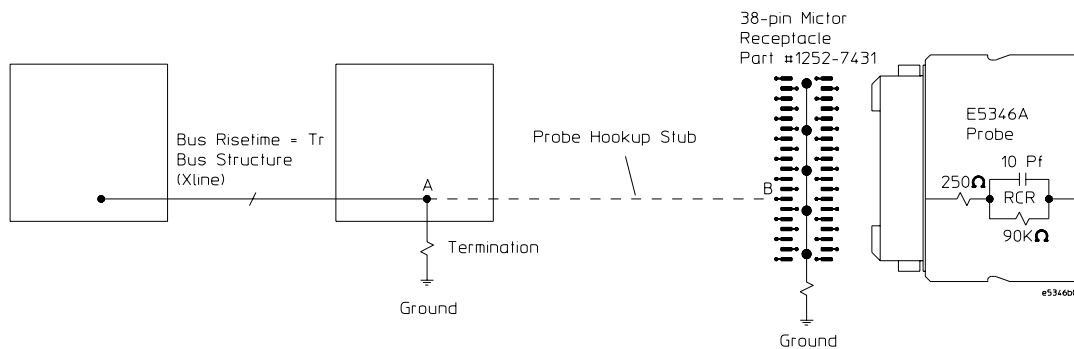 38-pin Mictor
Receptacle
Part #1252-7431
E5346A
Probe
Bus Risetime = Tr
Bus Structure
(Xline)
Probe Hookup Stub
10 Pf
250Ω
RCR
90KΩ
A
B
Termination
Ground
Ground